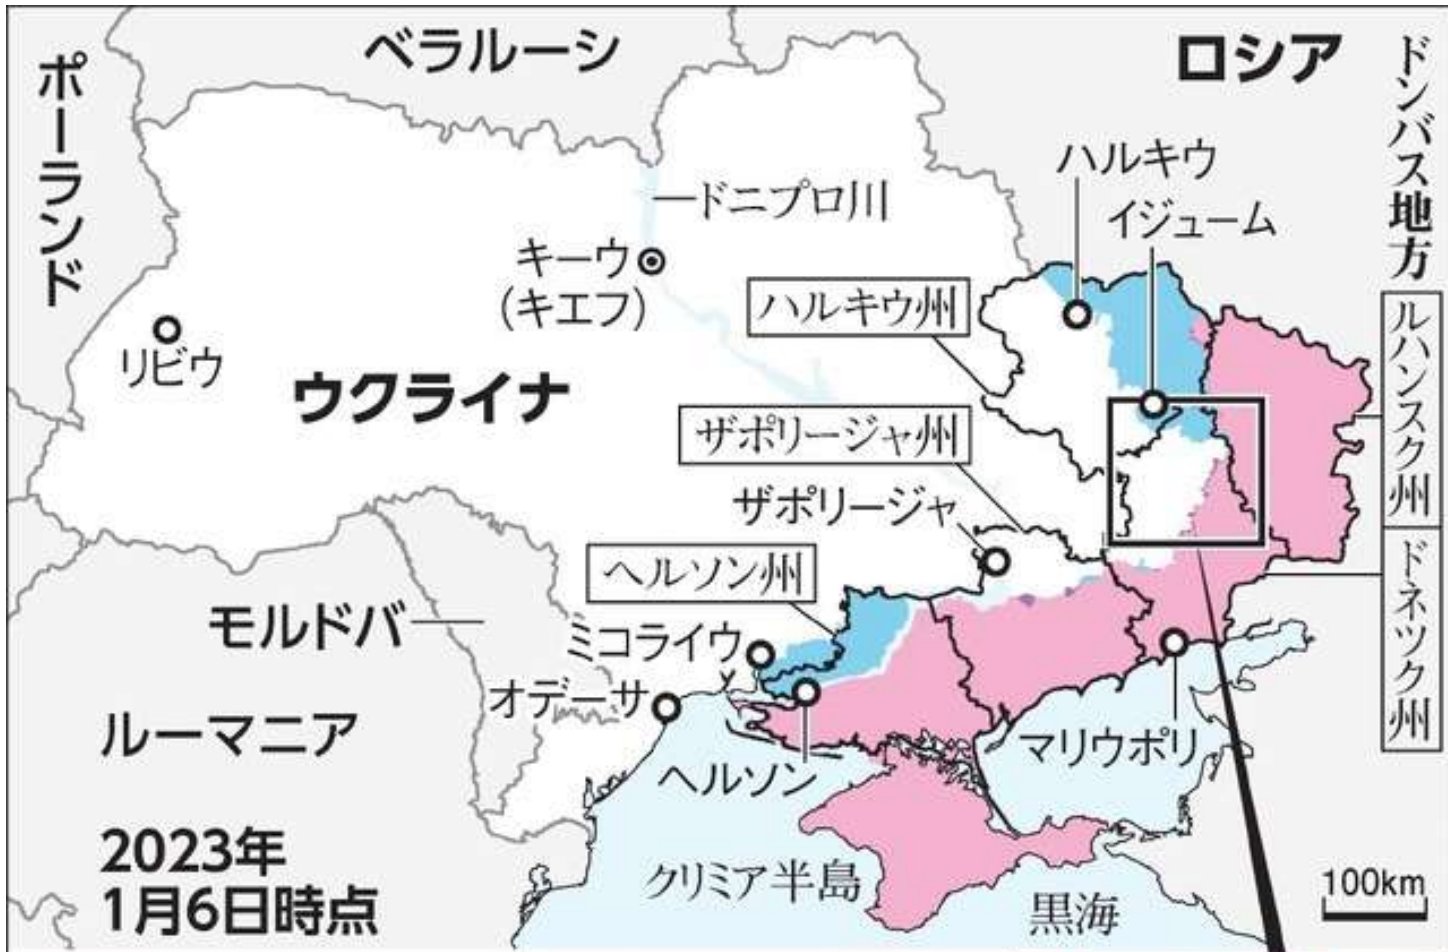 ポーランド
ベラルーシ
ロシア
ドンバス地方
ハルキウ
イジューム
ドニプロ川
キーウ
(キエフ)
ハルキウ州
ルハンスク州
リビウ
ウクライナ
ザポリージャ州
ザポリージャ
ヘルソン州
ドネツク州
モルドバ
ミコライウ
オデーサ
ルーマニア
ヘルソン
マリウポリ
2023年
1月6日時点
クリミア半島
黒海
100km